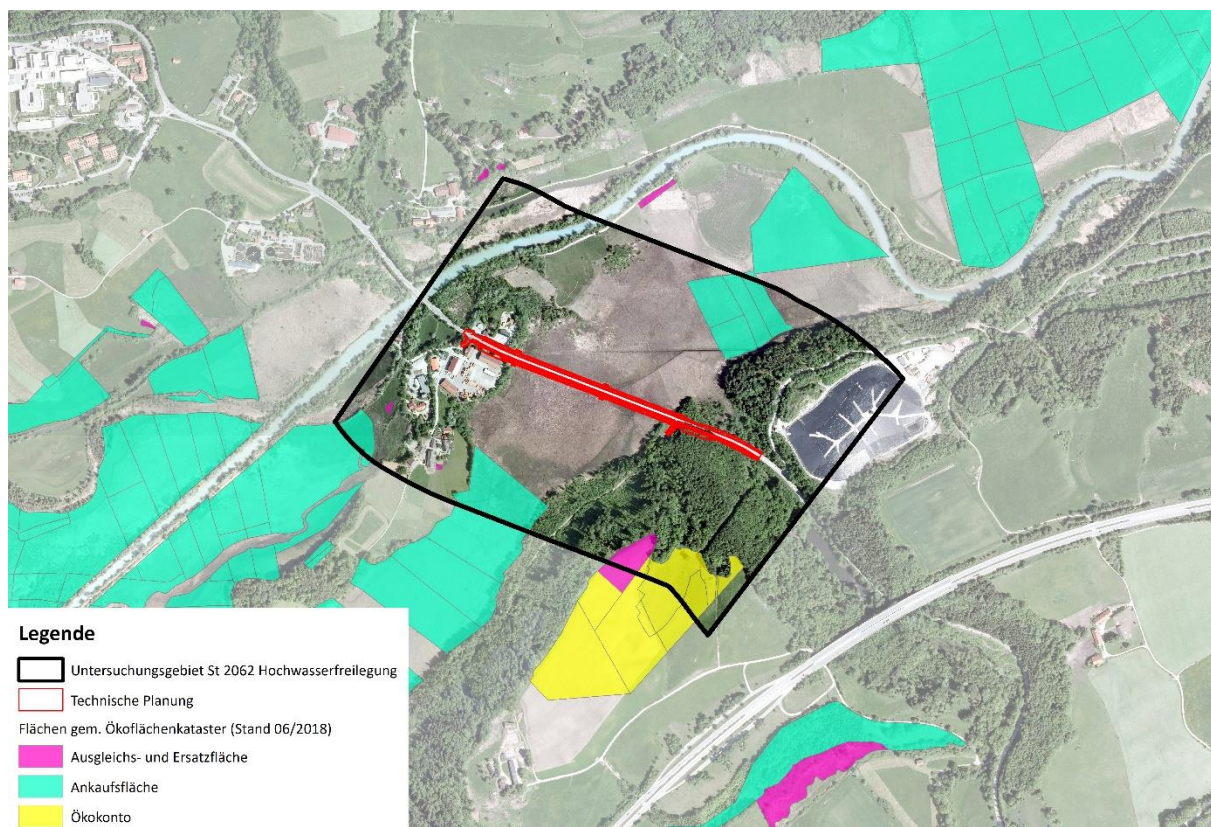 Legende
Untersuchungsgebiet St 2062 Hochwasserfreilegung
Technische Planung
Flächen gem. Ökoflächenkataster (Stand 06/2018)
Ausgleichs- und Ersatzfläche
Ankaufsfläche
Ökokonto